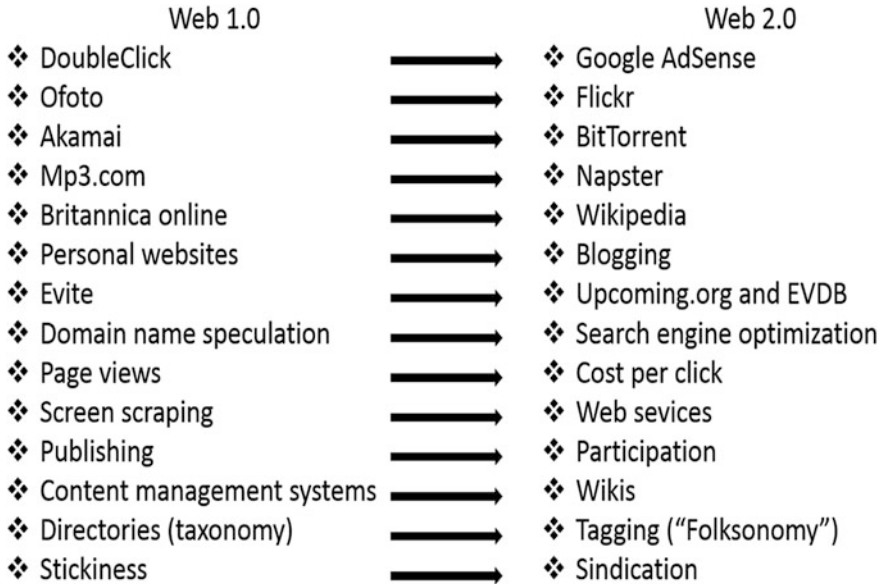 Web 1.0 Web 2.0
❖ DoubleClick ❖ Google AdSense
❖ Ofoto ❖ Flickr
❖ Akamai ❖ BitTorrent
❖ Mp3.com ❖ Napster
❖ Britannica online ❖ Wikipedia
❖ Personal websites ❖ Blogging
❖ Evite ❖ Upcoming.org and EVDB
❖ Domain name speculation ❖ Search engine optimization
❖ Page views ❖ Cost per click
❖ Screen scraping ❖ Web sevices
❖ Publishing ❖ Participation
❖ Content management systems ❖ Wikis
❖ Directories (taxonomy) ❖ Tagging (“Folksonomy”)
❖ Stickiness ❖ Sindication